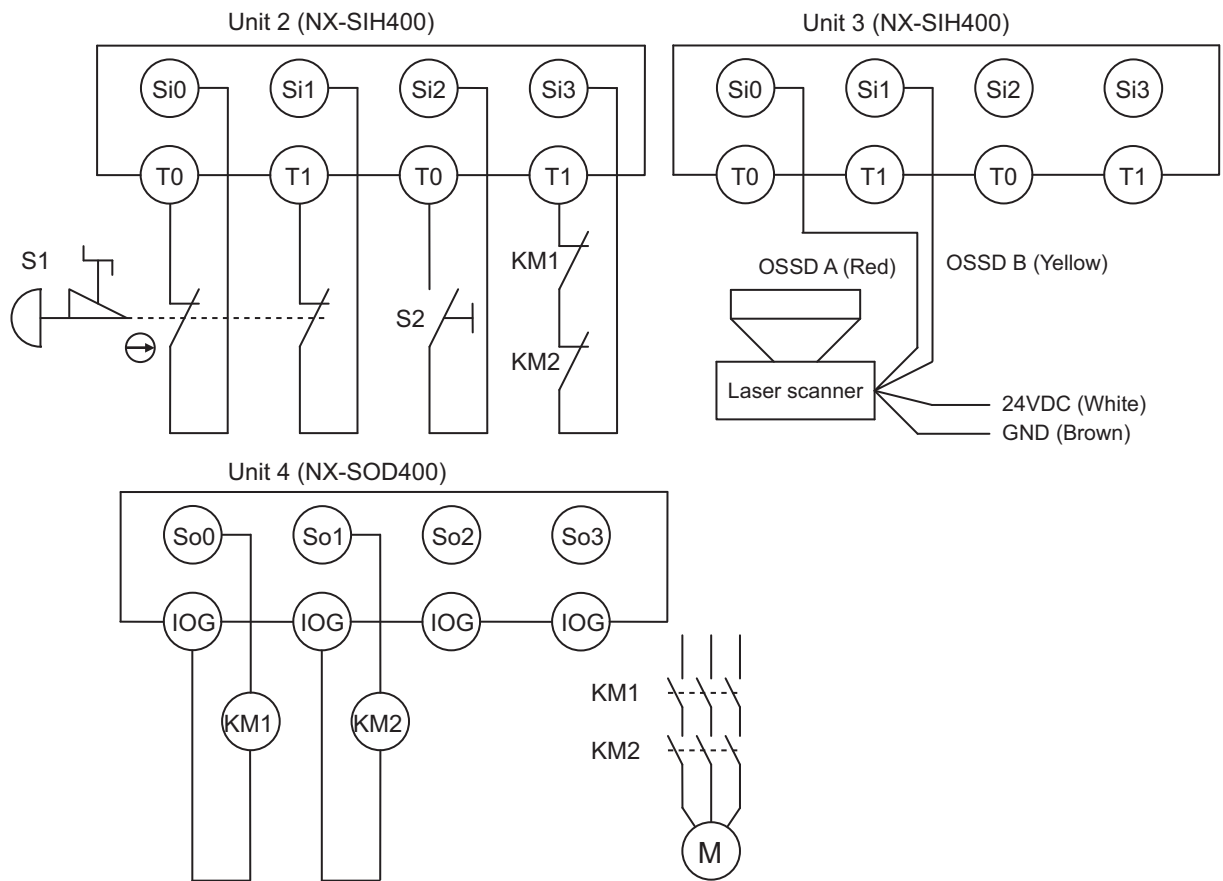 Unit 2 (NX-SIH400)
Si0 Si1 Si2 Si3
T0 T1 T0 T1
S1
S2
KM1
KM2
Unit 3 (NX-SIH400)
Si0 Si1 Si2 Si3
T0 T1 T0 T1
OSSD A (Red)
OSSD B (Yellow)
Laser scanner
24VDC (White)
GND (Brown)
Unit 4 (NX-SOD400)
So0 So1 So2 So3
IOG IOG IOG IOG
KM1 KM2
KM1
KM2
M